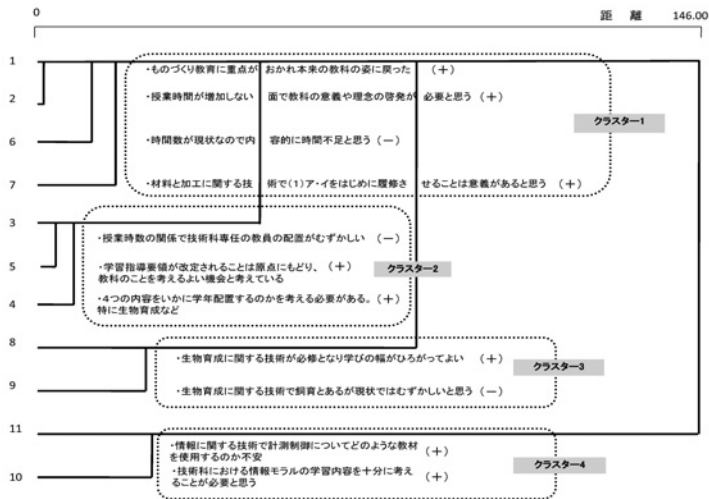 0
距 離 146.00
1
・ものづくり教育に重点が おかれ本来の教科の姿に戻った (+)
2
・授業時間が増加しない 面で教科の意義や理念の啓発が 必要と思う (+)
クラスター1
6
・時間数が現状なので内 容的に時間不足と思う (-)
7
・材料と加工に関する技 術で(1)ア・イをはじめに履修さ せることは意義があると思う (+)
3
・授業時数の関係で技術科専任の教員の配置がむずかしい (-)
5
・学習指導要領が改定されることは原点にもどり、 (+)
教科のことを考えるよい機会と考えている
クラスター2
4
・4つの内容をいかに学年配置するのかを考える必要がある。(+)
特に生物育成など
8
・生物育成に関する技術が必修となり学びの幅がひろがってよい (+)
クラスター3
9
・生物育成に関する技術で飼育とあるが現状ではむずかしいと思う (-)
11
・情報に関する技術で計測制御についてどのような教材 (+)
を使用するのか不安
クラスター4
10
・技術科における情報モラルの学習内容を十分に考え (+)
ることが必要と思う